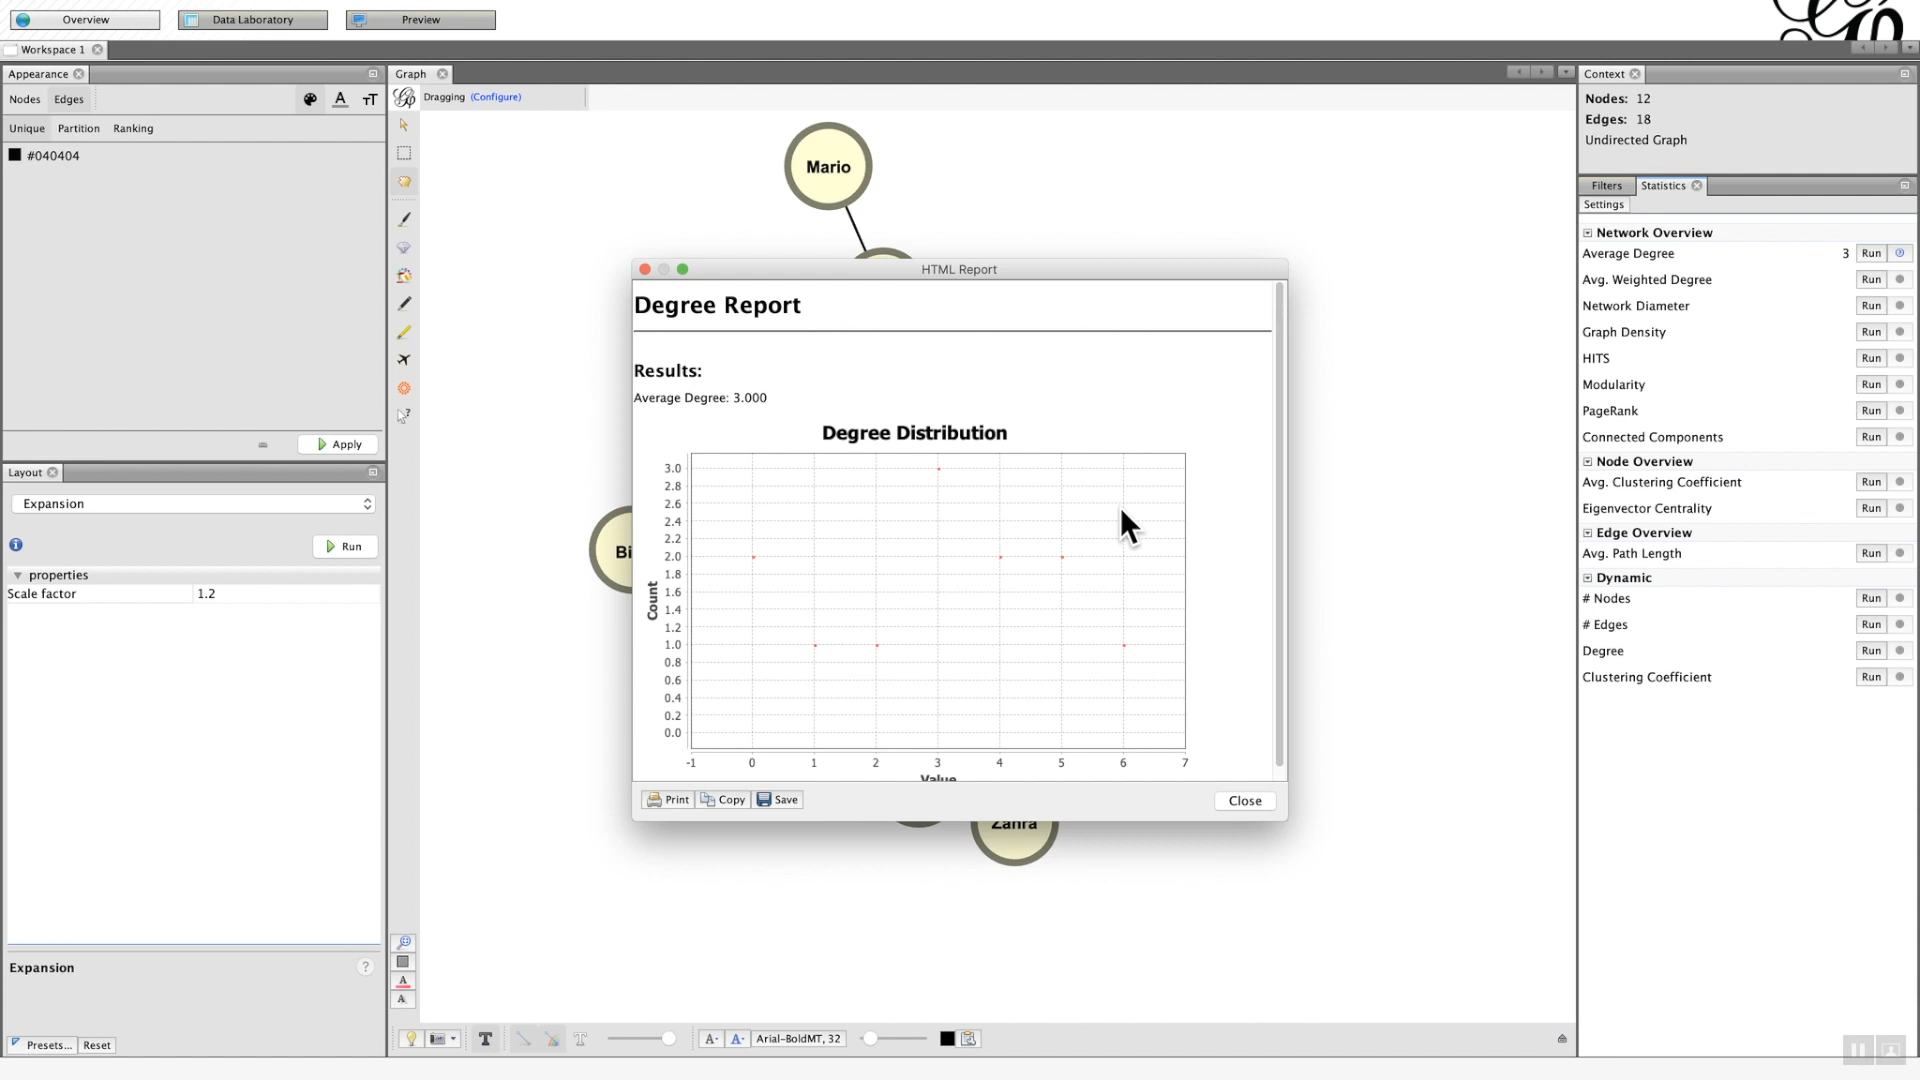 Overview
Data Laboratory
Preview
Workspace 1
Appearance
Nodes
Edges
Unique
Partition
Ranking
#040404
Apply
Layout
Expansion
Run
properties
Scale factor 1.2
Expansion
Presets...
Reset
Graph
Dragging (Configure)
Mario
HTML Report
Degree Report
Results:
Average Degree: 3.000
Degree Distribution
3.0
2.8
2.6
2.4
2.2
2.0
1.8
1.6
1.4
1.2
1.0
0.8
0.6
0.4
0.2
0.0
Count
-1 0 1 2 3 4 5 6 7
Value
Print
Copy
Save
Close
Bi
Zahra
Arial-BoldMT, 32
Context
Nodes: 12
Edges: 18
Undirected Graph
Filters
Statistics
Settings
Network Overview
Average Degree 3 Run
Avg. Weighted Degree Run
Network Diameter Run
Graph Density Run
HITS Run
Modularity Run
PageRank Run
Connected Components Run
Node Overview
Avg. Clustering Coefficient Run
Eigenvector Centrality Run
Edge Overview
Avg. Path Length Run
Dynamic
# Nodes Run
# Edges Run
Degree Run
Clustering Coefficient Run